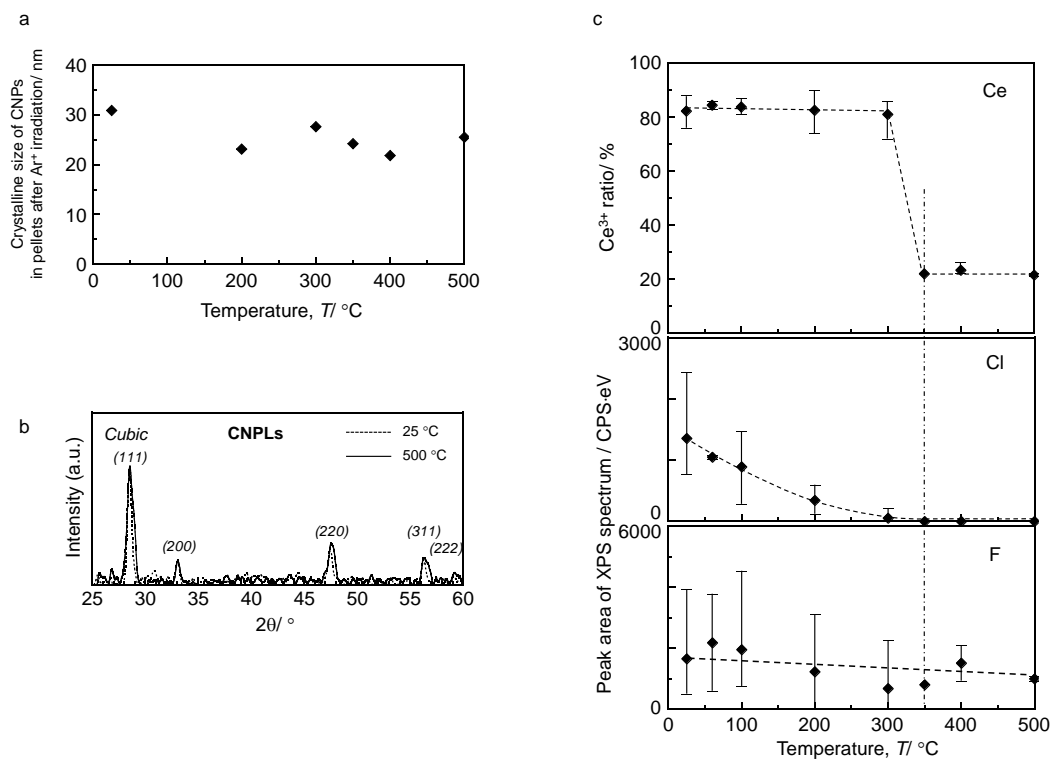 a
Crystalline size of CNPs
in pellets after Ar⁺ irradiation/ nm
40
30
20
10
0
0 100 200 300 400 500
Temperature, T/ °C
b
Intensity (a.u.)
Cubic
(111)
CNPLs
25 °C
500 °C
(200)
(220)
(311)
(222)
25 30 35 40 45 50 55 60
2θ/ °
c
Ce³⁺ ratio/ %
100
80
60
40
20
0
Ce
Peak area of XPS spectrum / CPS·eV
3000
0
Cl
6000
0
F
0 100 200 300 400 500
Temperature, T/ °C